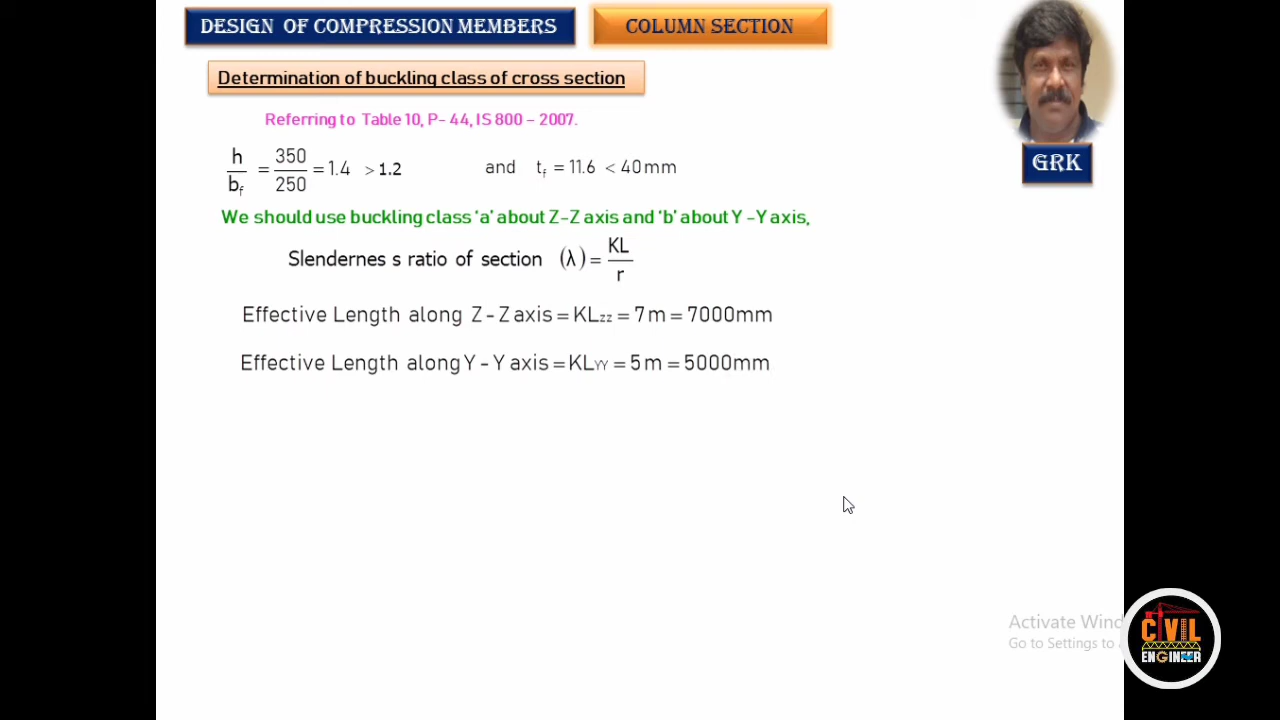 DESIGN OF COMPRESSION MEMBERS
COLUMN SECTION
Determination of buckling class of cross section
GRK
Referring to Table 10, P- 44, IS 800 – 2007.
h/b_f = 350/250 = 1.4 > 1.2 and t_f = 11.6 < 40 mm
We should use buckling class ‘a’ about Z-Z axis and ‘b’ about Y -Y axis,
Slendernes s ratio of section (λ) = KL/r
Effective Length along Z - Z axis = KLzz = 7 m = 7000mm
Effective Length along Y - Y axis = KLYY = 5 m = 5000mm
Activate Wind
Go to Settings to
CIVIL
ENGINEER